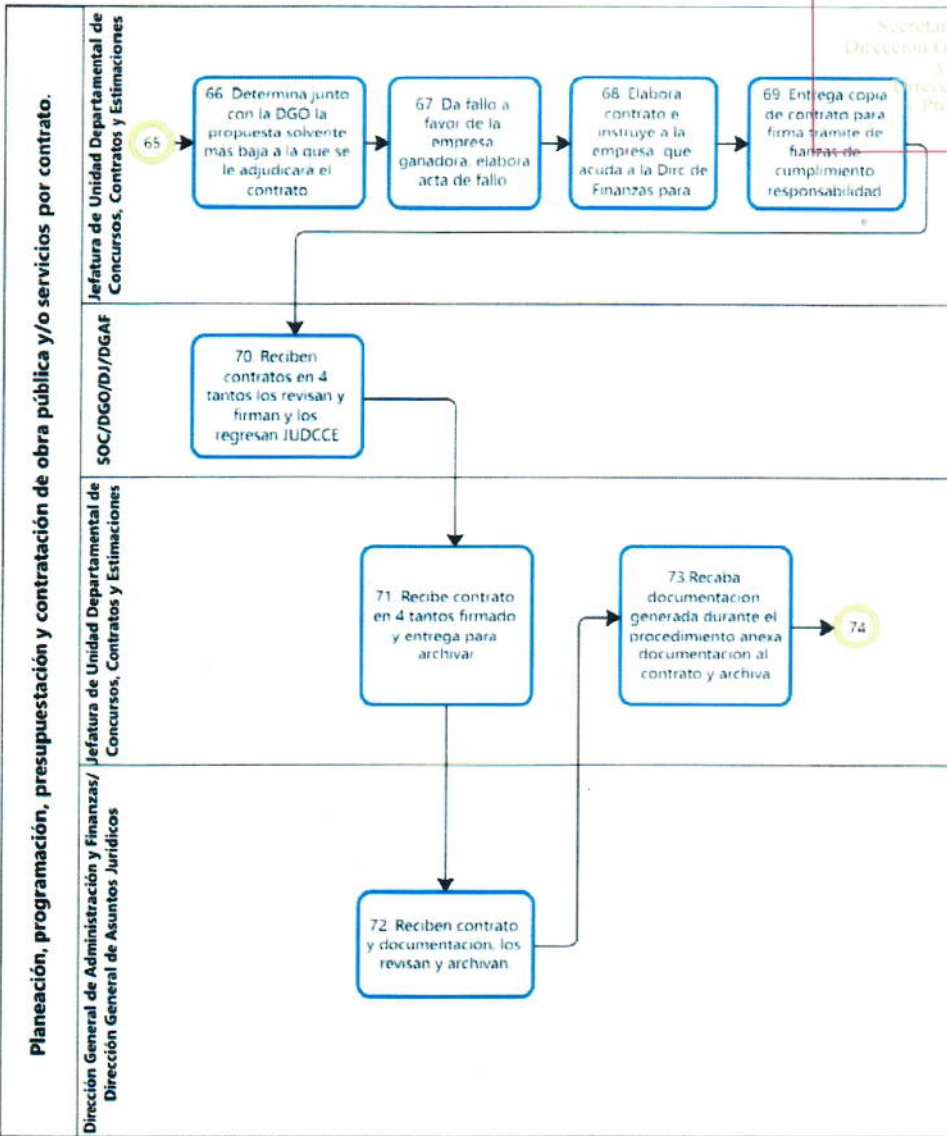 Planeación, programación, presupuestación y contratación de obra pública y/o servicios por contrato.
Jefatura de Unidad Departamental de
Concursos, Contratos y Estimaciones
65
66. Determina junto
con la DGO la
propuesta solvente
más baja a la que se
le adjudicará el
contrato.
67. Da fallo a
favor de la
empresa
ganadora, elabora
acta de fallo
68. Elabora
contrato e
instruye a la
empresa que
acuda a la Dirc de
Finanzas para
69. Entrega copia
de contrato para
firma trámite de
fianzas de
cumplimiento
responsabilidad
SOC/DGO/DJ/DGAF
70. Reciben
contratos en 4
tantos los revisan y
firman y los
regresan JUDCCE
Jefatura de Unidad Departamental de
Concursos, Contratos y Estimaciones
71. Recibe contrato
en 4 tantos firmado
y entrega para
archivar
73.Recaba
documentación
generada durante el
procedimiento anexa
documentación al
contrato y archiva
74
Dirección General de Administración y Finanzas/
Dirección General de Asuntos Jurídicos
72. Reciben contrato
y documentación, los
revisan y archivan.